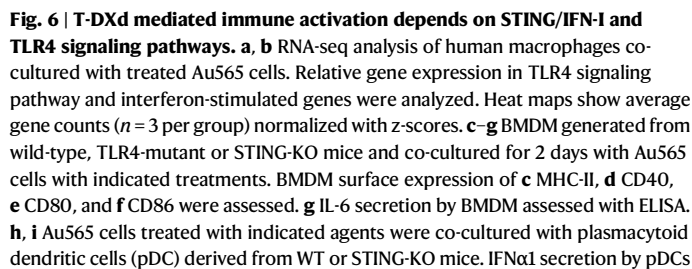 Fig. 6 | T-DXd mediated immune activation depends on STING/IFN-I and
TLR4 signaling pathways. a, b RNA-seq analysis of human macrophages co-
cultured with treated Au565 cells. Relative gene expression in TLR4 signaling
pathway and interferon-stimulated genes were analyzed. Heat maps show average
gene counts (n = 3 per group) normalized with z-scores. c–g BMDM generated from
wild-type, TLR4-mutant or STING-KO mice and co-cultured for 2 days with Au565
cells with indicated treatments. BMDM surface expression of c MHC-II, d CD40,
e CD80, and f CD86 were assessed. g IL-6 secretion by BMDM assessed with ELISA.
h, i Au565 cells treated with indicated agents were co-cultured with plasmacytoid
dendritic cells (pDC) derived from WT or STING-KO mice. IFNα1 secretion by pDCs